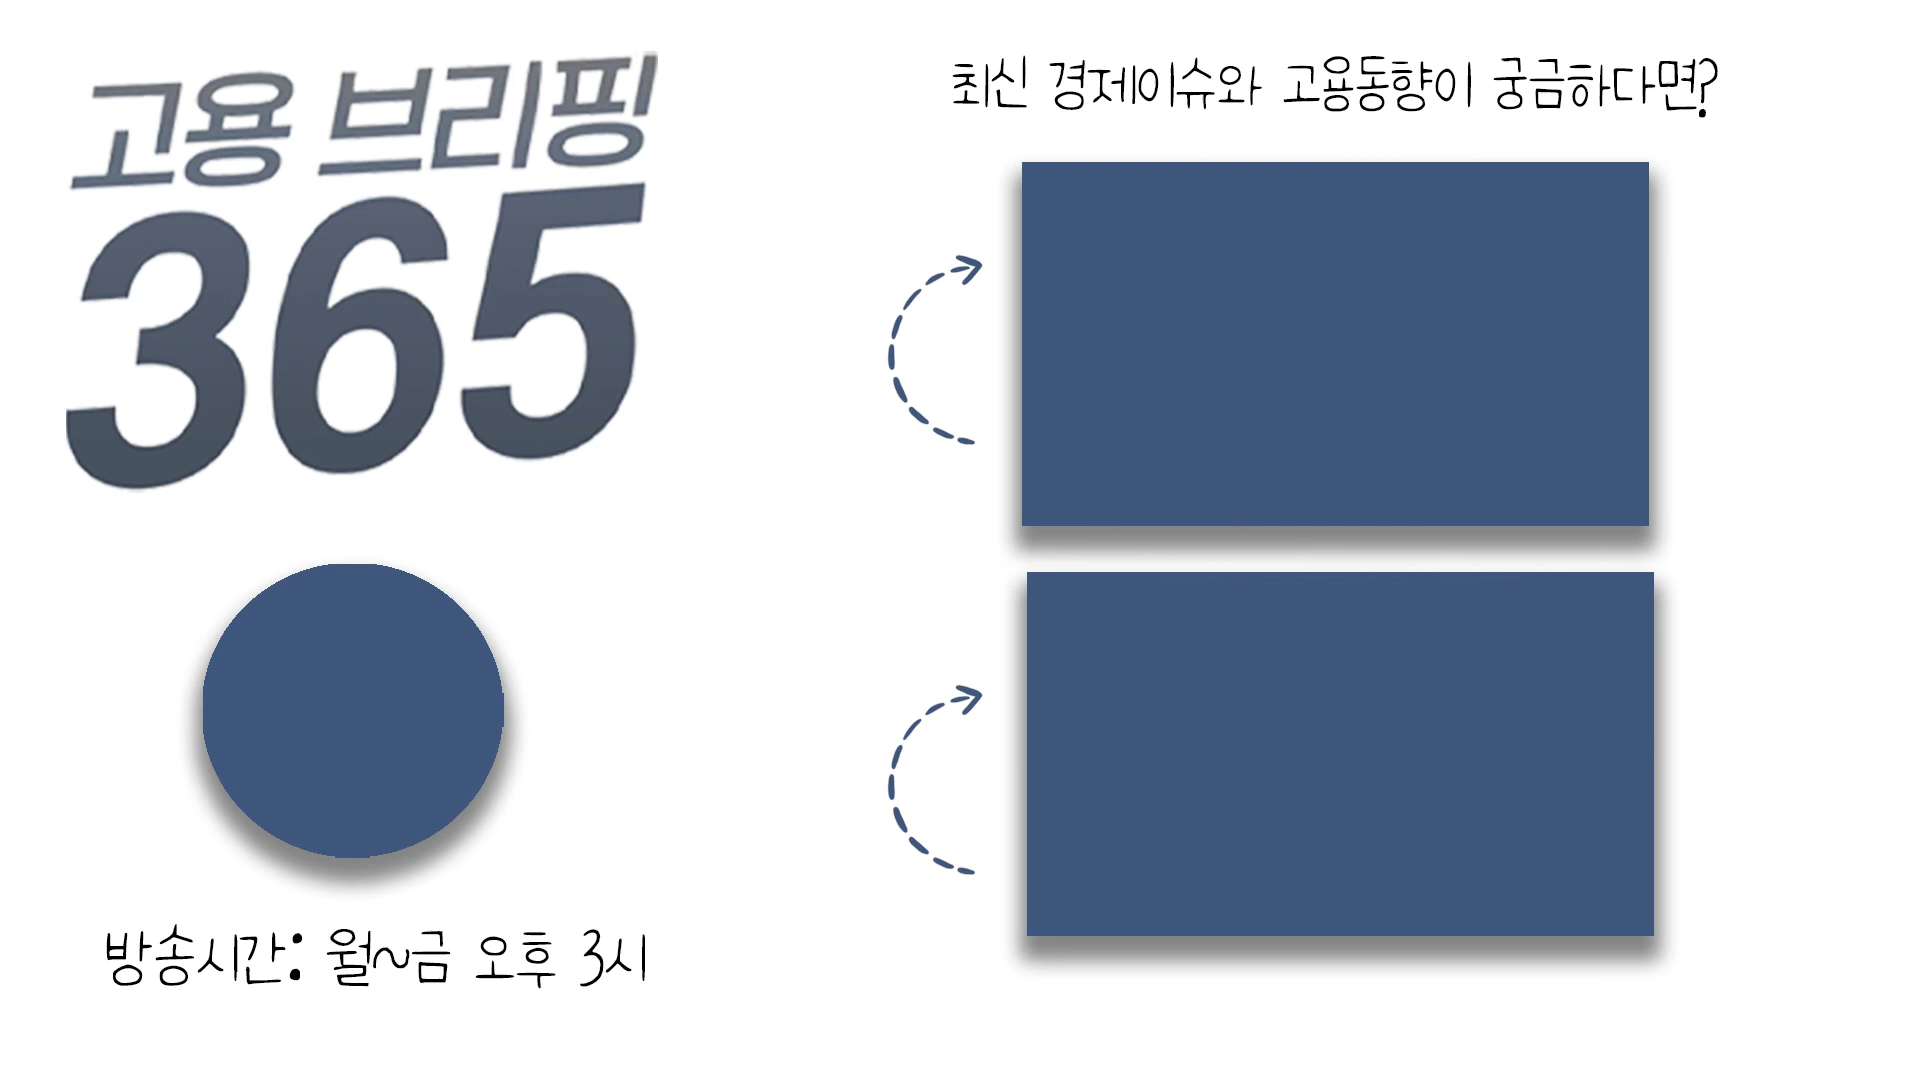 고용 브리핑
365
최신 경제이슈와 고용동향이 궁금하다면?
방송시간: 월~금 오후 3시